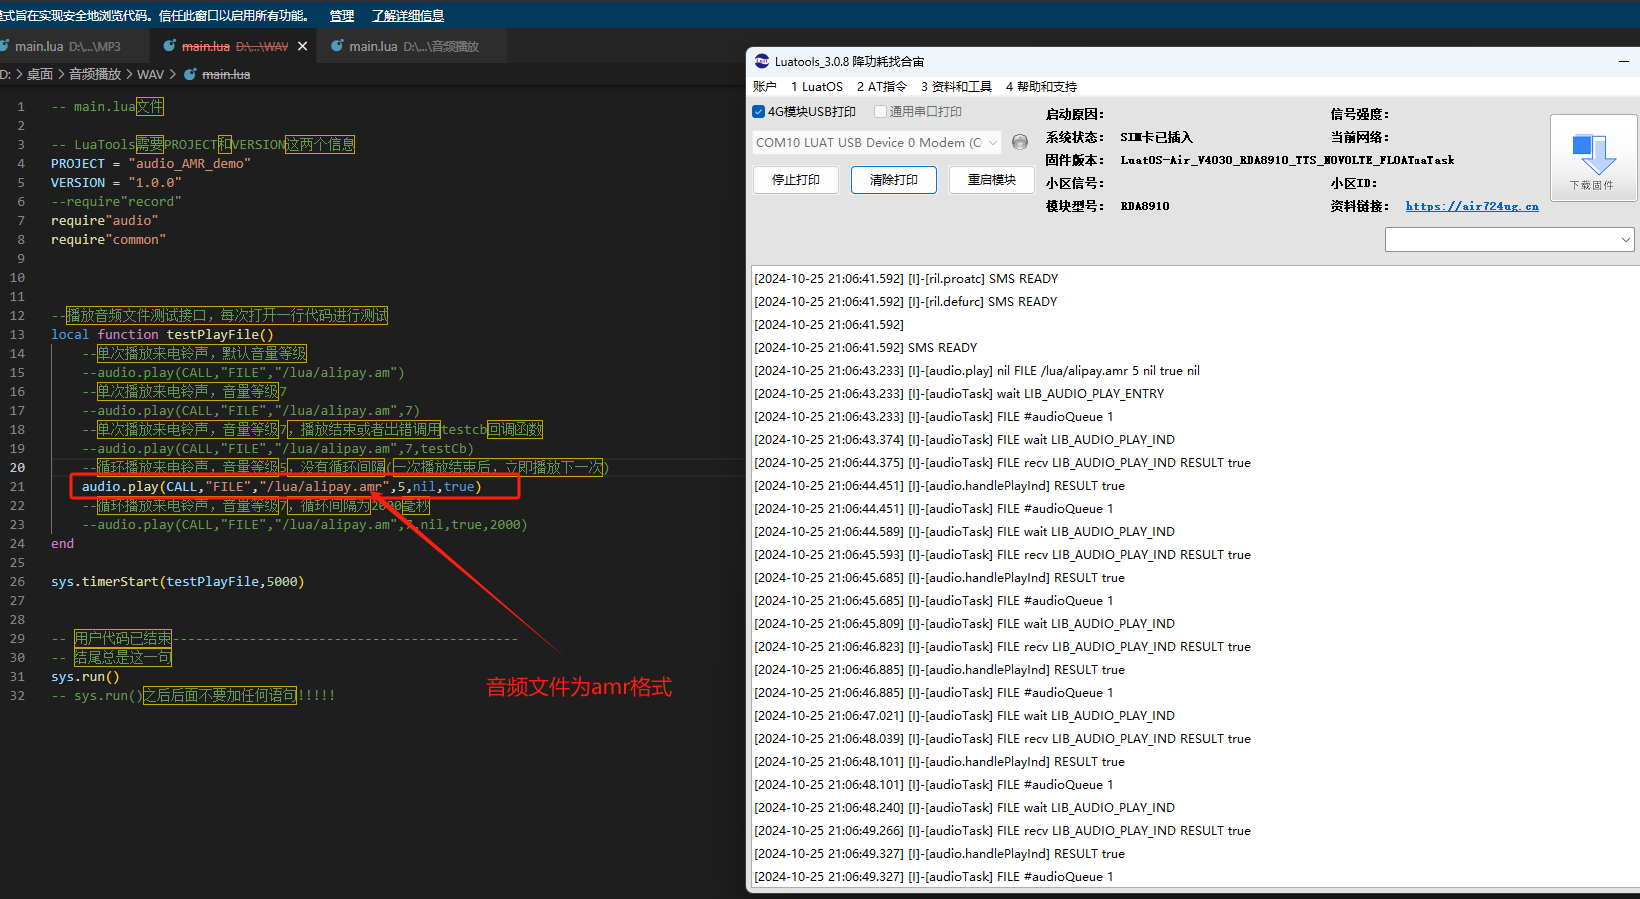 式旨在实现安全地浏览代码。信任此窗口以启用所有功能。 管理 了解详细信息
main.lua D:\...\MP3 main.lua D:\...\WAV main.lua D:\...\音频播放
D: > 桌面 > 音频播放 > WAV > main.lua
1 -- main.lua文件
2
3 -- LuaTools需要PROJECT和VERSION这两个信息
4 PROJECT = "audio_AMR_demo"
5 VERSION = "1.0.0"
6 --require"record"
7 require"audio"
8 require"common"
9
10
11
12 --播放音频文件测试接口，每次打开一行代码进行测试
13 local function testPlayFile()
14 --单次播放来电铃声，默认音量等级
15 --audio.play(CALL,"FILE","/lua/alipay.am")
16 --单次播放来电铃声，音量等级7
17 --audio.play(CALL,"FILE","/lua/alipay.am",7)
18 --单次播放来电铃声，音量等级7，播放结束或者出错调用testcb回调函数
19 --audio.play(CALL,"FILE","/lua/alipay.am",7,testCb)
20 --循环播放来电铃声，音量等级5，没有循环间隔(一次播放结束后，立即播放下一次)
21 audio.play(CALL,"FILE","/lua/alipay.amr",5,nil,true)
22 --循环播放来电铃声，音量等级7，循环间隔为2000毫秒
23 --audio.play(CALL,"FILE","/lua/alipay.am",7,nil,true,2000)
24 end
25
26 sys.timerStart(testPlayFile,5000)
27
28
29 -- 用户代码已结束---------------------------------------------
30 -- 结尾总是这一句
31 sys.run()
32 -- sys.run()之后后面不要加任何语句!!!!!
音频文件为amr格式
Luatools_3.0.8 降功耗找合宙
账户 1 LuatOS 2 AT指令 3 资料和工具 4 帮助和支持
4G模块USB打印 通用串口打印
COM10 LUAT USB Device 0 Modem (C
停止打印 清除打印 重启模块
启动原因： 信号强度：
系统状态： SIM卡已插入 当前网络：
固件版本： LuatOS-Air_V4030_RDA8910_TTS_NOVOLTE_FLOATuaTask
小区信号： 小区ID：
模块型号： RDA8910 资料链接： https://air724ug.cn
下载固件
[2024-10-25 21:06:41.592] [I]-[ril.proatc] SMS READY
[2024-10-25 21:06:41.592] [I]-[ril.defurc] SMS READY
[2024-10-25 21:06:41.592]
[2024-10-25 21:06:41.592] SMS READY
[2024-10-25 21:06:43.233] [I]-[audio.play] nil FILE /lua/alipay.amr 5 nil true nil
[2024-10-25 21:06:43.233] [I]-[audioTask] wait LIB_AUDIO_PLAY_ENTRY
[2024-10-25 21:06:43.233] [I]-[audioTask] FILE #audioQueue 1
[2024-10-25 21:06:43.374] [I]-[audioTask] FILE wait LIB_AUDIO_PLAY_IND
[2024-10-25 21:06:44.375] [I]-[audioTask] FILE recv LIB_AUDIO_PLAY_IND RESULT true
[2024-10-25 21:06:44.451] [I]-[audio.handlePlayInd] RESULT true
[2024-10-25 21:06:44.451] [I]-[audioTask] FILE #audioQueue 1
[2024-10-25 21:06:44.589] [I]-[audioTask] FILE wait LIB_AUDIO_PLAY_IND
[2024-10-25 21:06:45.593] [I]-[audioTask] FILE recv LIB_AUDIO_PLAY_IND RESULT true
[2024-10-25 21:06:45.685] [I]-[audio.handlePlayInd] RESULT true
[2024-10-25 21:06:45.685] [I]-[audioTask] FILE #audioQueue 1
[2024-10-25 21:06:45.809] [I]-[audioTask] FILE wait LIB_AUDIO_PLAY_IND
[2024-10-25 21:06:46.823] [I]-[audioTask] FILE recv LIB_AUDIO_PLAY_IND RESULT true
[2024-10-25 21:06:46.885] [I]-[audio.handlePlayInd] RESULT true
[2024-10-25 21:06:46.885] [I]-[audioTask] FILE #audioQueue 1
[2024-10-25 21:06:47.021] [I]-[audioTask] FILE wait LIB_AUDIO_PLAY_IND
[2024-10-25 21:06:48.039] [I]-[audioTask] FILE recv LIB_AUDIO_PLAY_IND RESULT true
[2024-10-25 21:06:48.101] [I]-[audio.handlePlayInd] RESULT true
[2024-10-25 21:06:48.101] [I]-[audioTask] FILE #audioQueue 1
[2024-10-25 21:06:48.240] [I]-[audioTask] FILE wait LIB_AUDIO_PLAY_IND
[2024-10-25 21:06:49.266] [I]-[audioTask] FILE recv LIB_AUDIO_PLAY_IND RESULT true
[2024-10-25 21:06:49.327] [I]-[audio.handlePlayInd] RESULT true
[2024-10-25 21:06:49.327] [I]-[audioTask] FILE #audioQueue 1